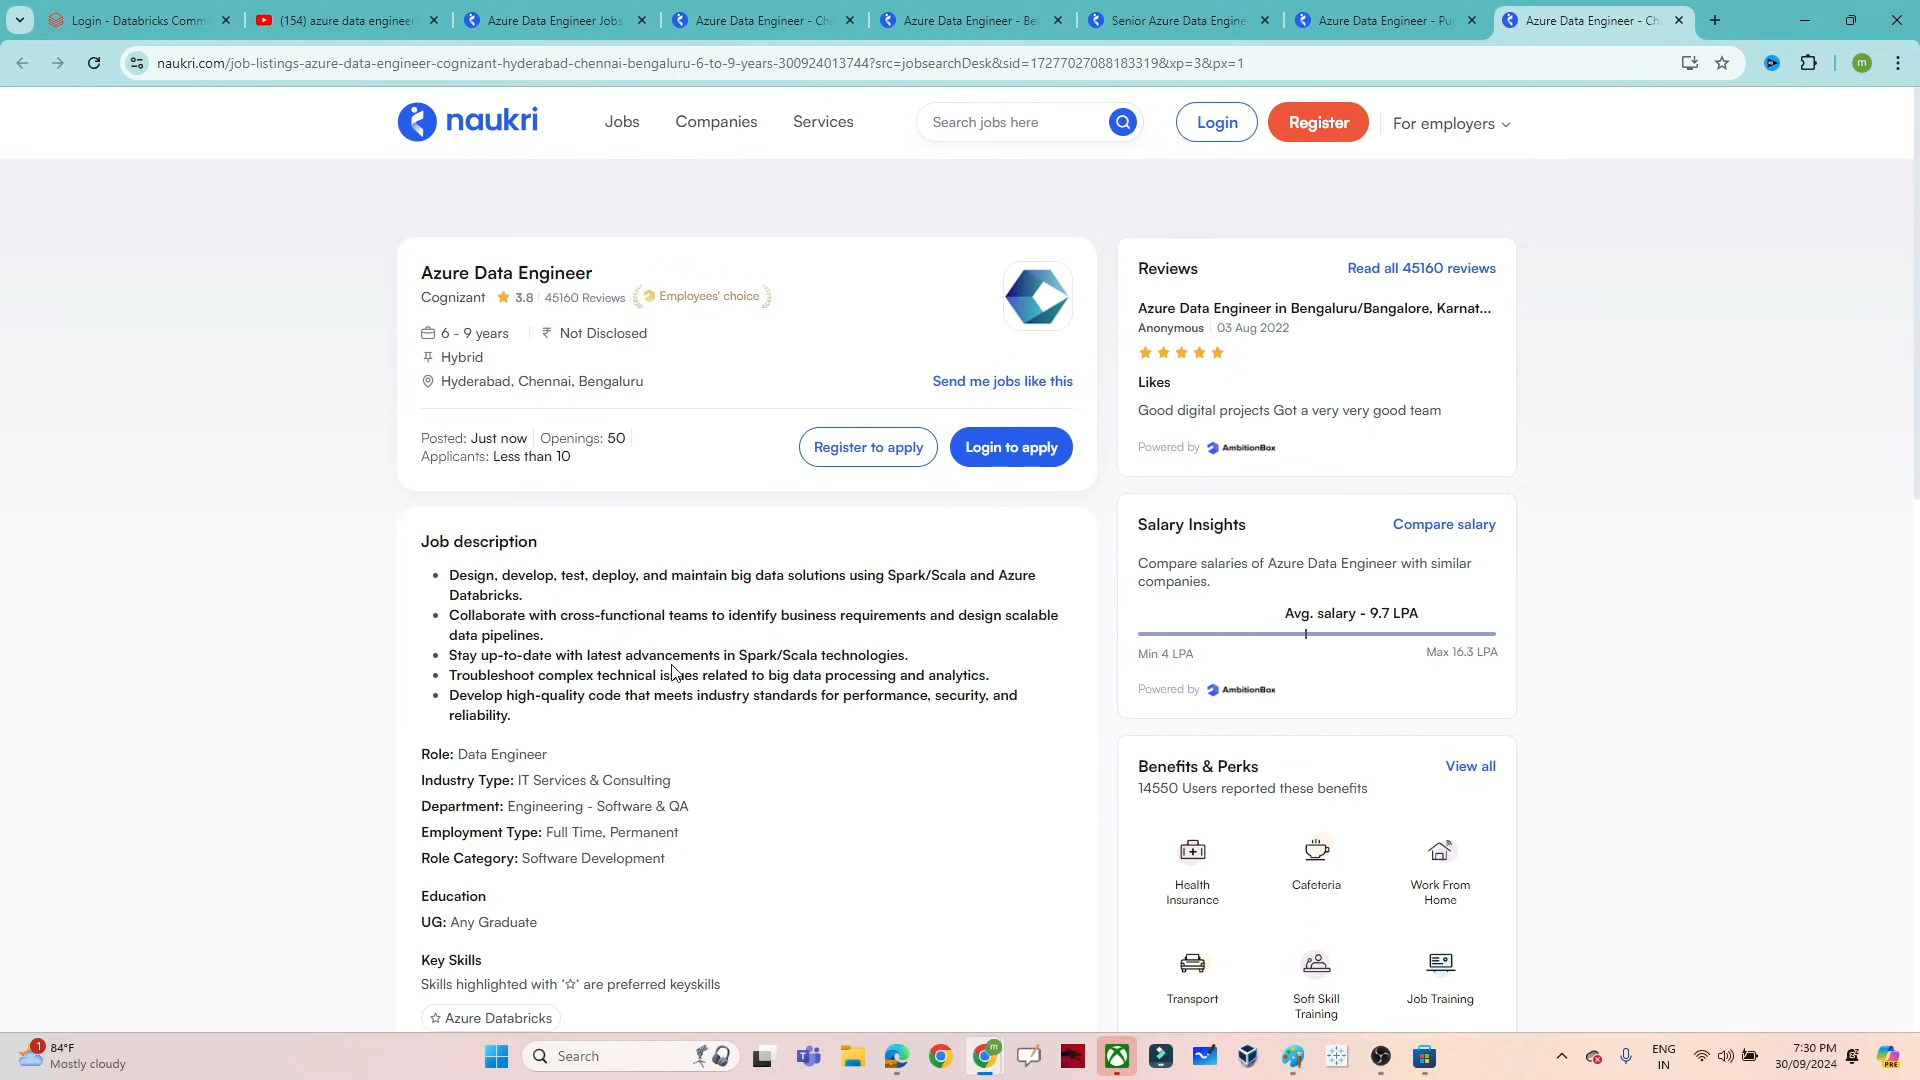 Login - Databricks Comm
(154) azure data engineer
Azure Data Engineer Jobs
Azure Data Engineer - Che
Azure Data Engineer - Ber
Senior Azure Data Engine
Azure Data Engineer - Pu
Azure Data Engineer - Ch
naukri.com/job-listings-azure-data-engineer-cognizant-hyderabad-chennai-bengaluru-6-to-9-years-300924013744?src=jobsearchDesk&sid=17277027088183319&xp=3&px=1
m
naukri
Jobs
Companies
Services
Search jobs here
Login
Register
For employers
Azure Data Engineer
Cognizant 3.8 45160 Reviews Employees' choice
6 - 9 years ₹ Not Disclosed
Hybrid
Hyderabad, Chennai, Bengaluru
Send me jobs like this
Posted: Just now Openings: 50
Applicants: Less than 10
Register to apply
Login to apply
Job description
• Design, develop, test, deploy, and maintain big data solutions using Spark/Scala and Azure
Databricks.
• Collaborate with cross-functional teams to identify business requirements and design scalable
data pipelines.
• Stay up-to-date with latest advancements in Spark/Scala technologies.
• Troubleshoot complex technical issues related to big data processing and analytics.
• Develop high-quality code that meets industry standards for performance, security, and
reliability.
Role: Data Engineer
Industry Type: IT Services & Consulting
Department: Engineering - Software & QA
Employment Type: Full Time, Permanent
Role Category: Software Development
Education
UG: Any Graduate
Key Skills
Skills highlighted with '☆' are preferred keyskills
☆ Azure Databricks
Reviews
Read all 45160 reviews
Azure Data Engineer in Bengaluru/Bangalore, Karnat...
Anonymous 03 Aug 2022
Likes
Good digital projects Got a very very good team
Powered by AmbitionBox
Salary Insights
Compare salary
Compare salaries of Azure Data Engineer with similar
companies.
Avg. salary - 9.7 LPA
Min 4 LPA
Max 16.3 LPA
Powered by AmbitionBox
Benefits & Perks
View all
14550 Users reported these benefits
Health
Insurance
Cafeteria
Work From
Home
Transport
Soft Skill
Training
Job Training
1
84°F
Mostly cloudy
Search
m
ENG
IN
7:30 PM
30/09/2024
PRE